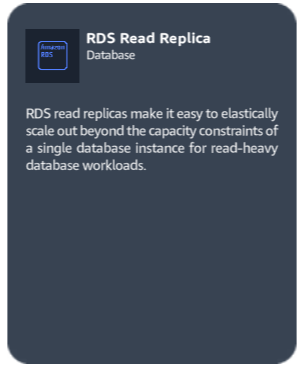 Amazon
RDS
RDS Read Replica
Database
RDS read replicas make it easy to elastically
scale out beyond the capacity constraints of
a single database instance for read-heavy
database workloads.